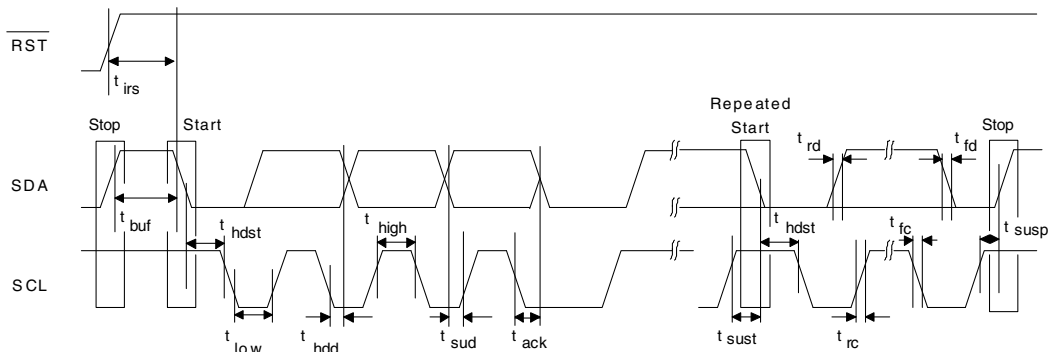 RST
t irs
Repeated
Stop
Start
Start
Stop
t rd
t fd
SDA
t buf
t hdst
t high
t hdst
t fc
t susp
SCL
t low
t hdd
t sud
t ack
t sust
t rc